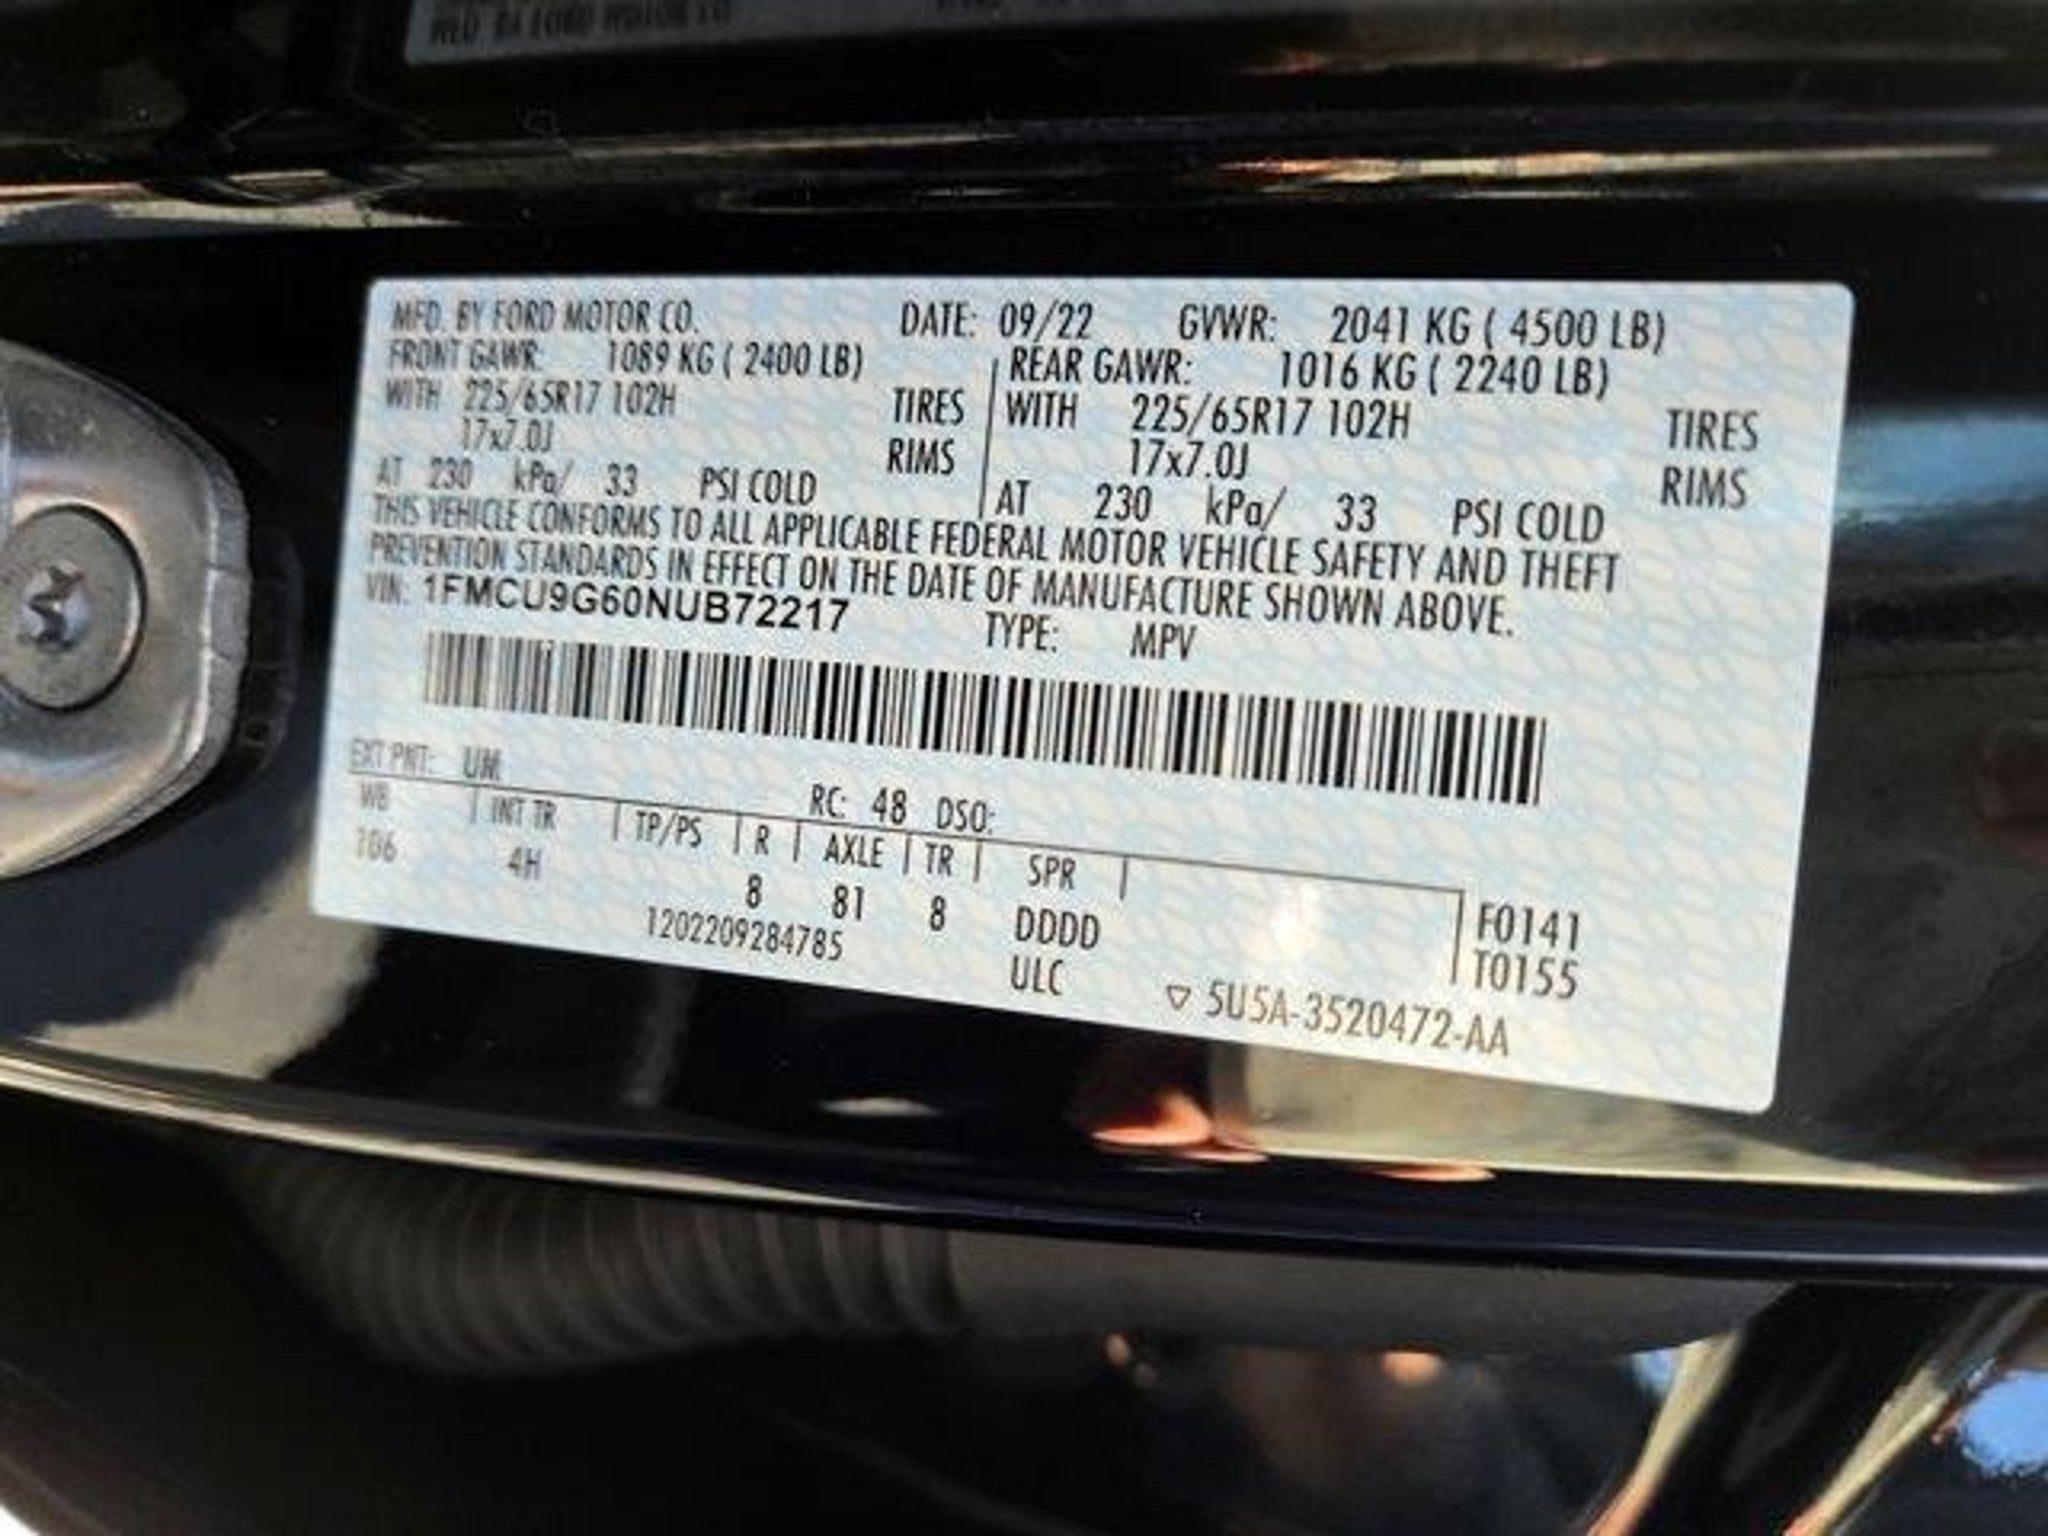 MFD. BY FORD MOTOR CO. DATE: 09/22 GVWR: 2041 KG ( 4500 LB)
FRONT GAWR: 1089 KG ( 2400 LB) REAR GAWR: 1016 KG ( 2240 LB)
WITH 225/65R17 102H TIRES WITH 225/65R17 102H TIRES
17x7.0J RIMS 17x7.0J RIMS
AT 230 kPa/ 33 PSI COLD AT 230 kPa/ 33 PSI COLD
THIS VEHICLE CONFORMS TO ALL APPLICABLE FEDERAL MOTOR VEHICLE SAFETY AND THEFT
PREVENTION STANDARDS IN EFFECT ON THE DATE OF MANUFACTURE SHOWN ABOVE.
VIN: 1FMCU9G60NUB72217 TYPE: MPV
EXT PNT: UM RC: 48 DSO:
WB INT TR TP/PS R AXLE TR SPR
106 4H 8 81 8 DDDD F0141
1202209284785 ULC T0155
▽ 5U5A-3520472-AA